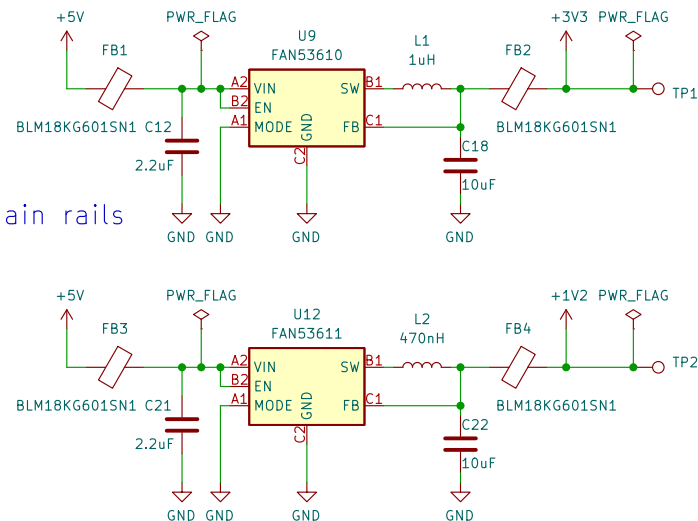 +5V PWR_FLAG +3V3 PWR_FLAG
U9
FB1 FAN53610 L1 FB2
1uH
A2 VIN SW B1
TP1
B2 EN
A1 MODE GND FB C1
BLM18KG601SN1 C12 BLM18KG601SN1
C2
C18
2.2uF
10uF
ain rails
GND GND GND GND
+5V PWR_FLAG +1V2 PWR_FLAG
U12
FB3 FAN53611 L2 FB4
470nH
A2 VIN SW B1
TP2
B2 EN
A1 MODE GND FB C1
BLM18KG601SN1 C21 BLM18KG601SN1
C2
C22
2.2uF
10uF
GND GND GND GND